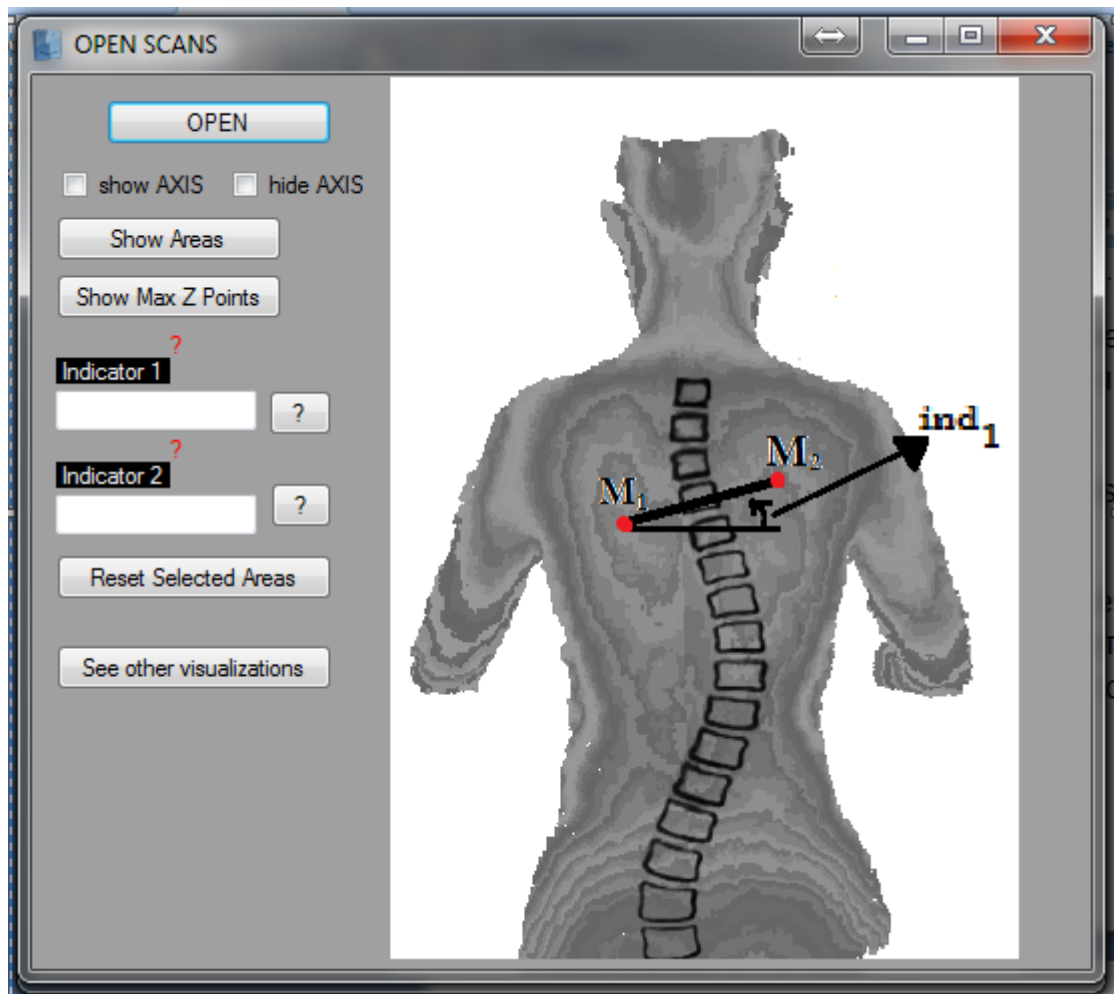 OPEN SCANS
OPEN
show AXIS hide AXIS
Show Areas
Show Max Z Points
?
Indicator 1
?
?
Indicator 2
?
Reset Selected Areas
See other visualizations
M1
M2
ind1